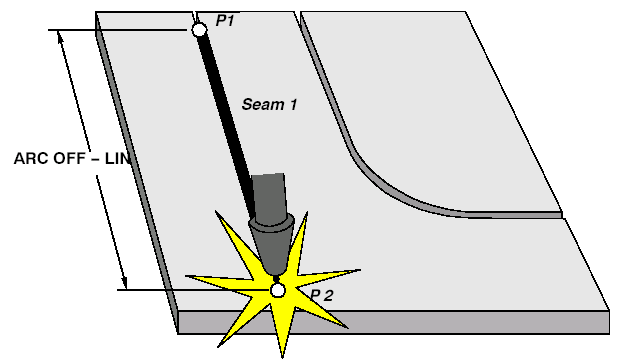 P1
Seam 1
ARC OFF – LIN
P 2